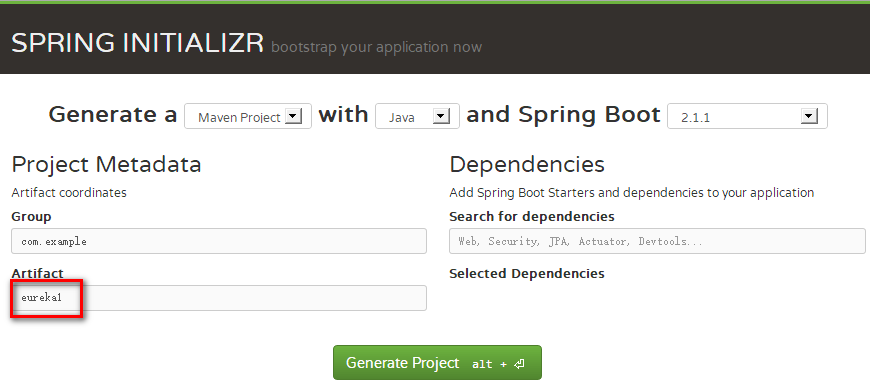 SPRING INITIALIZR bootstrap your application now
Generate a Maven Project with Java and Spring Boot 2.1.1
Project Metadata
Artifact coordinates
Group
com.example
Artifact
eureka1
Dependencies
Add Spring Boot Starters and dependencies to your application
Search for dependencies
Web, Security, JPA, Actuator, Devtools...
Selected Dependencies
Generate Project alt + ⏎